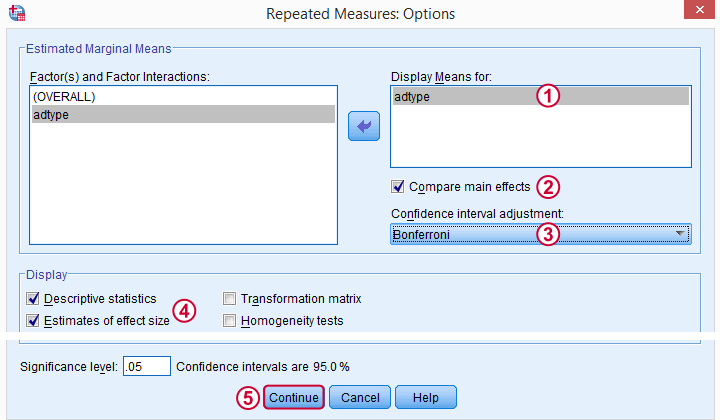 Repeated Measures: Options
Estimated Marginal Means
Factor(s) and Factor Interactions:
(OVERALL)
adtype
Display Means for:
adtype
1
Compare main effects
2
Confidence interval adjustment:
Bonferroni
3
Display
Descriptive statistics
Transformation matrix
4
Estimates of effect size
Homogeneity tests
Significance level: .05 Confidence intervals are 95.0 %
5 Continue Cancel Help